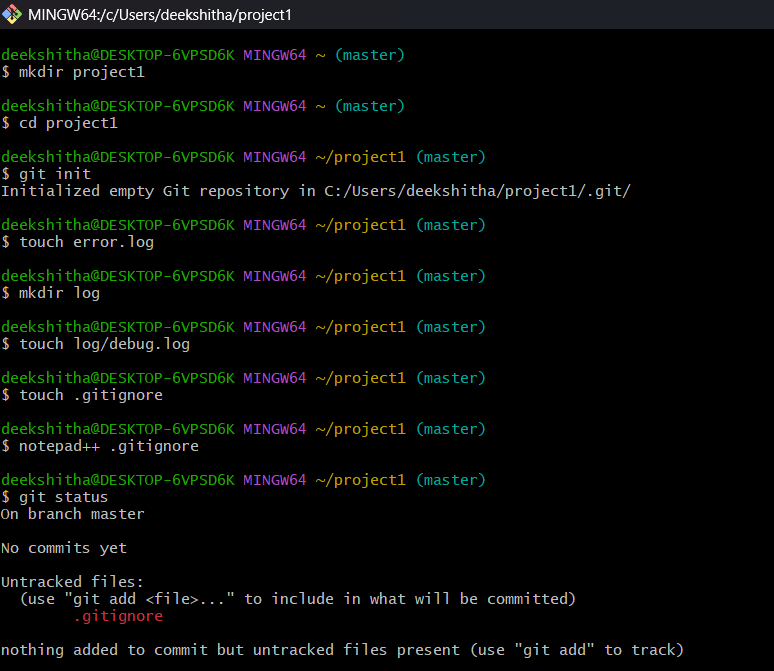 MINGW64:/c/Users/deekshitha/project1
deekshitha@DESKTOP-6VPSD6K MINGW64 ~ (master)
$ mkdir project1
deekshitha@DESKTOP-6VPSD6K MINGW64 ~ (master)
$ cd project1
deekshitha@DESKTOP-6VPSD6K MINGW64 ~/project1 (master)
$ git init
Initialized empty Git repository in C:/Users/deekshitha/project1/.git/
deekshitha@DESKTOP-6VPSD6K MINGW64 ~/project1 (master)
$ touch error.log
deekshitha@DESKTOP-6VPSD6K MINGW64 ~/project1 (master)
$ mkdir log
deekshitha@DESKTOP-6VPSD6K MINGW64 ~/project1 (master)
$ touch log/debug.log
deekshitha@DESKTOP-6VPSD6K MINGW64 ~/project1 (master)
$ touch .gitignore
deekshitha@DESKTOP-6VPSD6K MINGW64 ~/project1 (master)
$ notepad++ .gitignore
deekshitha@DESKTOP-6VPSD6K MINGW64 ~/project1 (master)
$ git status
On branch master
No commits yet
Untracked files:
(use "git add <file>..." to include in what will be committed)
.gitignore
nothing added to commit but untracked files present (use "git add" to track)